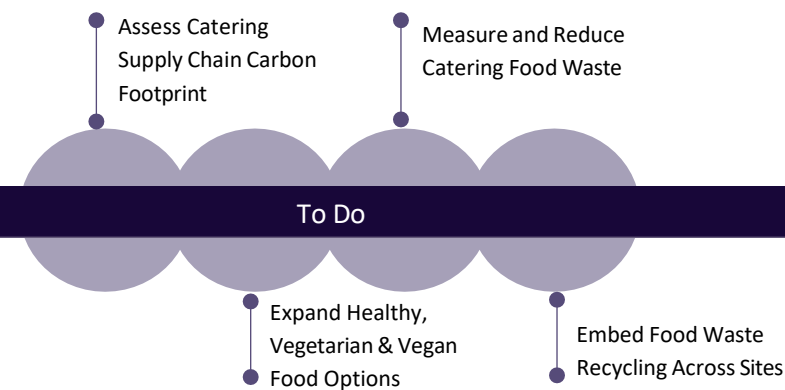 Assess Catering
Supply Chain Carbon
Footprint
Measure and Reduce
Catering Food Waste
To Do
Expand Healthy,
Vegetarian & Vegan
Food Options
Embed Food Waste
Recycling Across Sites